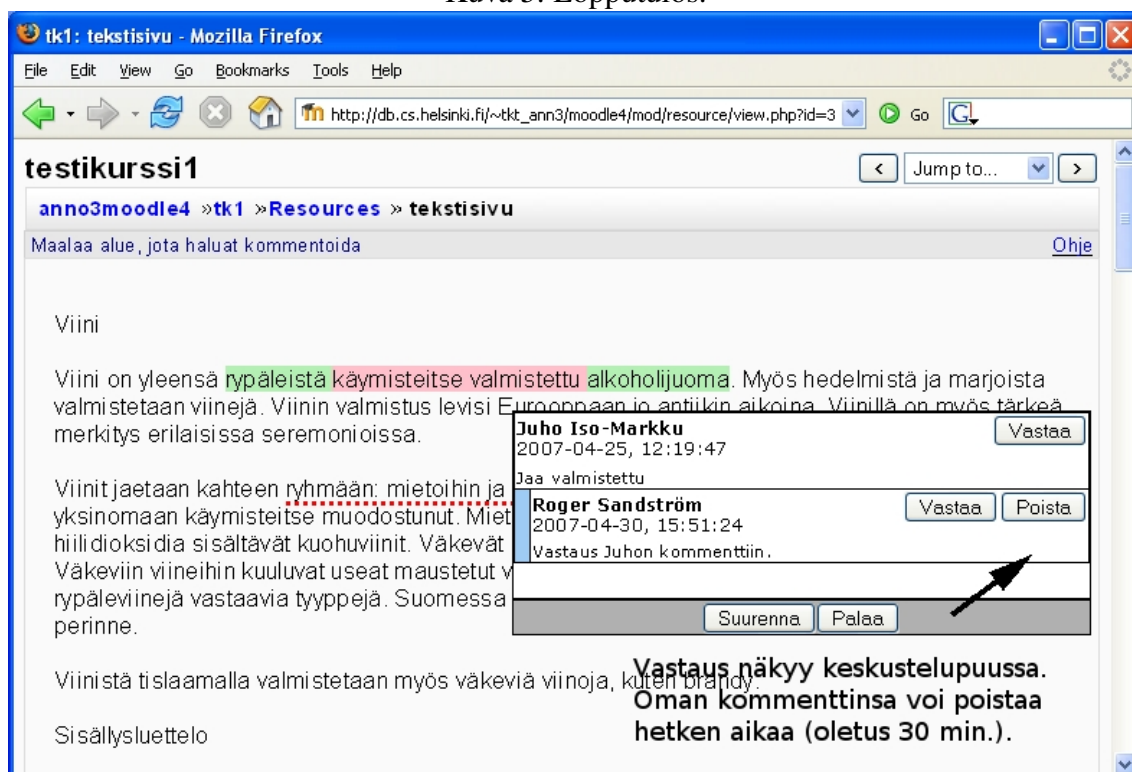 Kuva 5: Lopputulos.
tk1: tekstisivu - Mozilla Firefox
File Edit View Go Bookmarks Tools Help
http://db.cs.helsinki.fi/~tkt_ann3/moodle4/mod/resource/view.php?id=3 Go
testikurssi1
< Jump to... >
anno3moodle4 »tk1 »Resources » tekstisivu
Maalaa alue, jota haluat kommentoida Ohje
Viini
Viini on yleensä rypäleistä käymisteitse valmistettu alkoholijuoma. Myös hedelmistä ja marjoista
valmistetaan viinejä. Viinin valmistus levisi Eurooppaan jo antiikin aikoina. Viinillä on myös tärkeä
merkitys erilaisissa seremonioissa.
Juho Iso-Markku Vastaa
2007-04-25, 12:19:47
Jaa valmistettu
Roger Sandström Vastaa Poista
2007-04-30, 15:51:24
Vastaus Juhon kommenttiin.
Suurenna Palaa
Viinit jaetaan kahteen ryhmään: mietoihin ja
yksinomaan käymisteitse muodostunut. Miet
hiilidioksidia sisältävät kuohuviinit. Väkevät
Väkeviin viineihin kuuluvat useat maustetut v
rypäleviinejä vastaavia tyyppejä. Suomessa
perinne.
Viinistä tislaamalla valmistetaan myös väkeviä viinoja, kuten brandy.
Vastaus näkyy keskustelupuussa.
Oman kommenttinsa voi poistaa
hetken aikaa (oletus 30 min.).
Sisällysluettelo